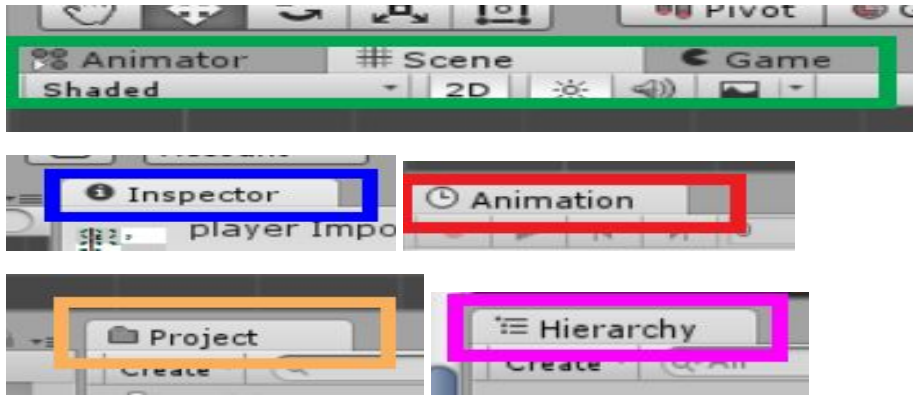 Pivot
Animator Scene Game
Shaded 2D
Inspector
player Impo
Animation
Project
Create
Hierarchy
Create All